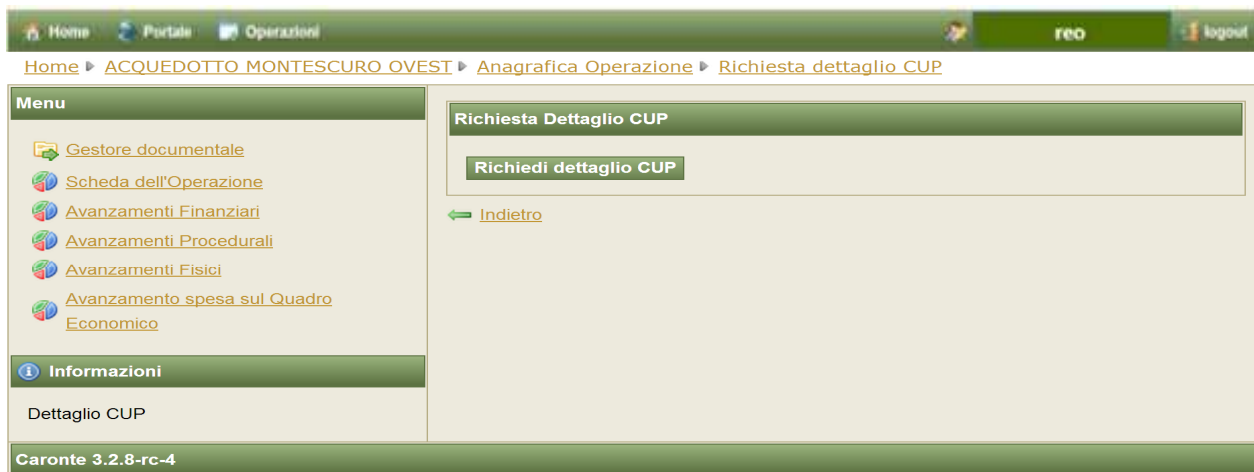 Home Portale Operazioni reo logout
Home ACQUEDOTTO MONTESCURO OVEST Anagrafica Operazione Richiesta dettaglio CUP
Menu
Gestore documentale
Scheda dell'Operazione
Avanzamenti Finanziari
Avanzamenti Procedurali
Avanzamenti Fisici
Avanzamento spesa sul Quadro
Economico
Informazioni
Dettaglio CUP
Richiesta Dettaglio CUP
Richiedi dettaglio CUP
Indietro
Caronte 3.2.8-rc-4